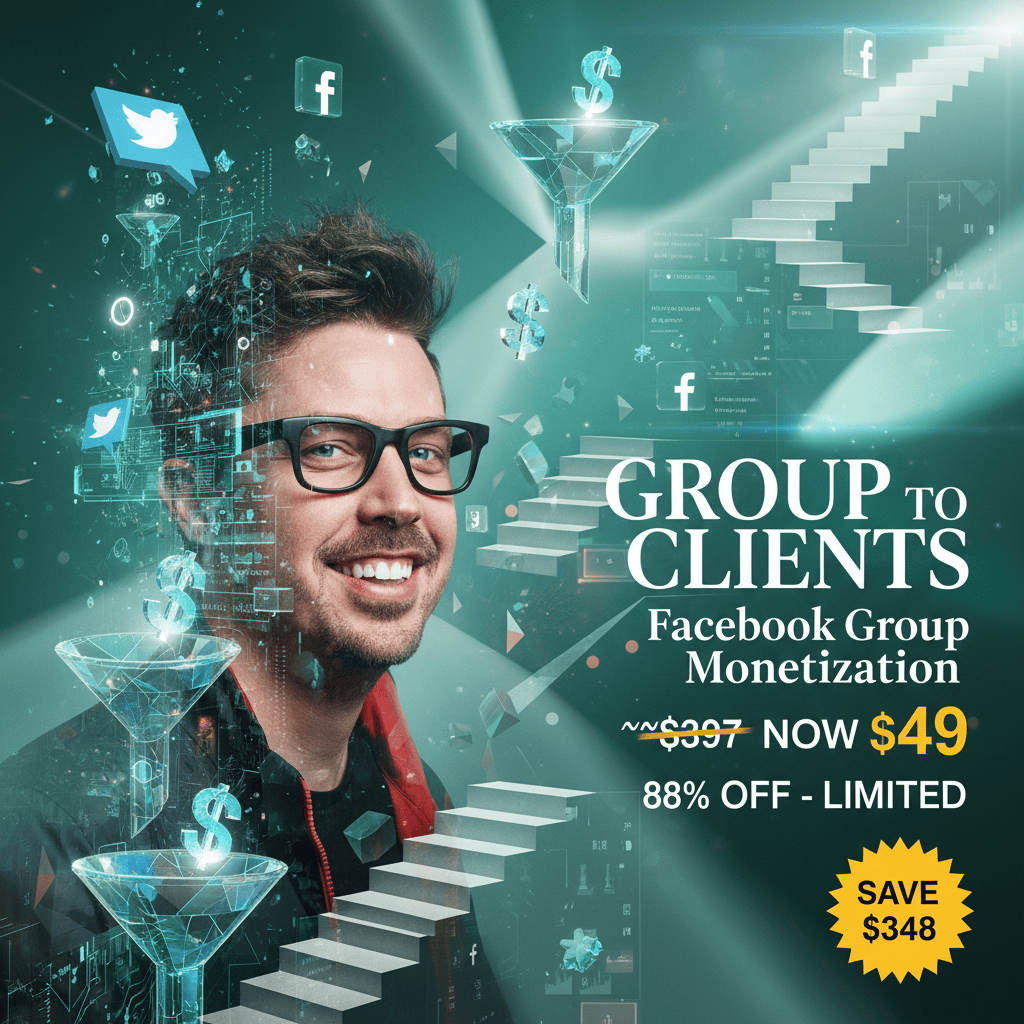 GROUP TO
CLIENTS
Facebook Group
Monetization
~~$397 NOW $49
88% OFF - LIMITED
SAVE
$348